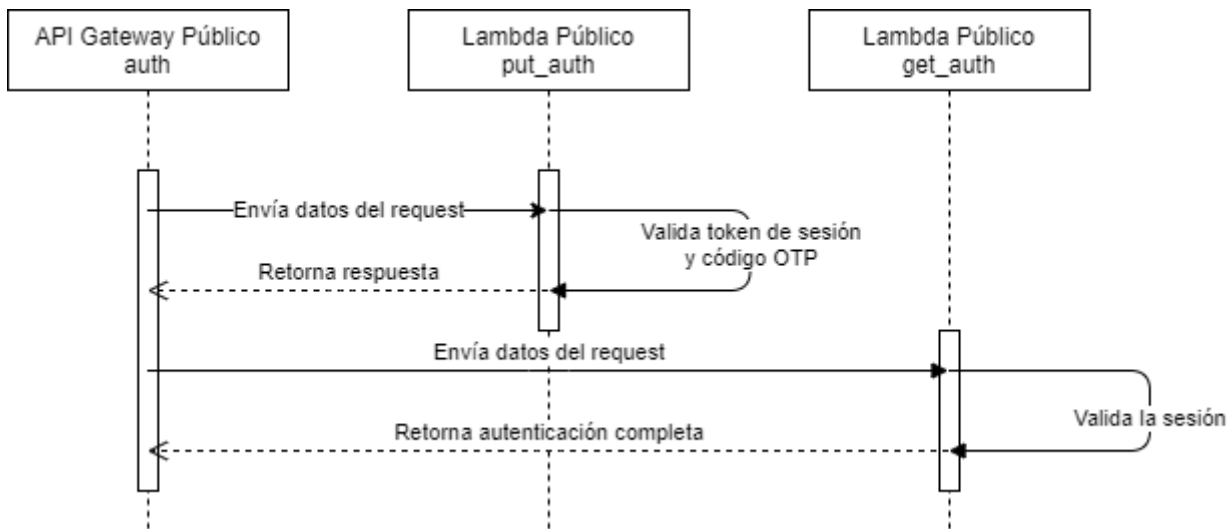 API Gateway Público
auth
Lambda Público
put_auth
Lambda Público
get_auth
Envía datos del request
Valida token de sesión
y código OTP
Retorna respuesta
Envía datos del request
Valida la sesión
Retorna autenticación completa